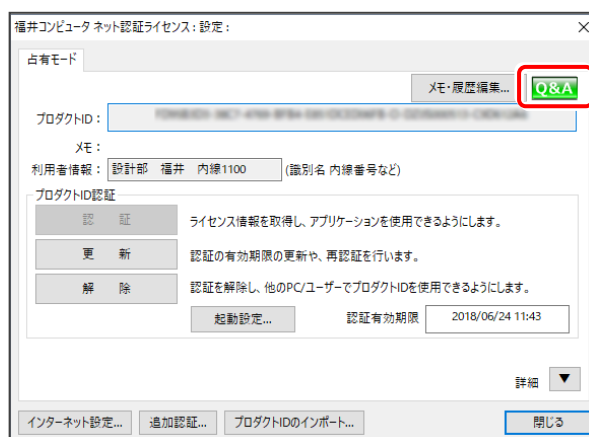 福井コンピュータ ネット認証ライセンス : 設定 :
占有モード
メモ・履歴編集... Q&A
プロダクトID :
メモ :
利用者情報 : 設計部 福井 内線1100 (識別名 内線番号など)
プロダクトID認証
認 証 ライセンス情報を取得し、アプリケーションを使用できるようにします。
更 新 認証の有効期限の更新や、再認証を行います。
解 除 認証を解除し、他のPC/ユーザーでプロダクトIDを使用できるようにします。
起動設定... 認証有効期限 2018/06/24 11:43
詳細 ▼
インターネット設定... 追加認証... プロダクトIDのインポート... 閉じる